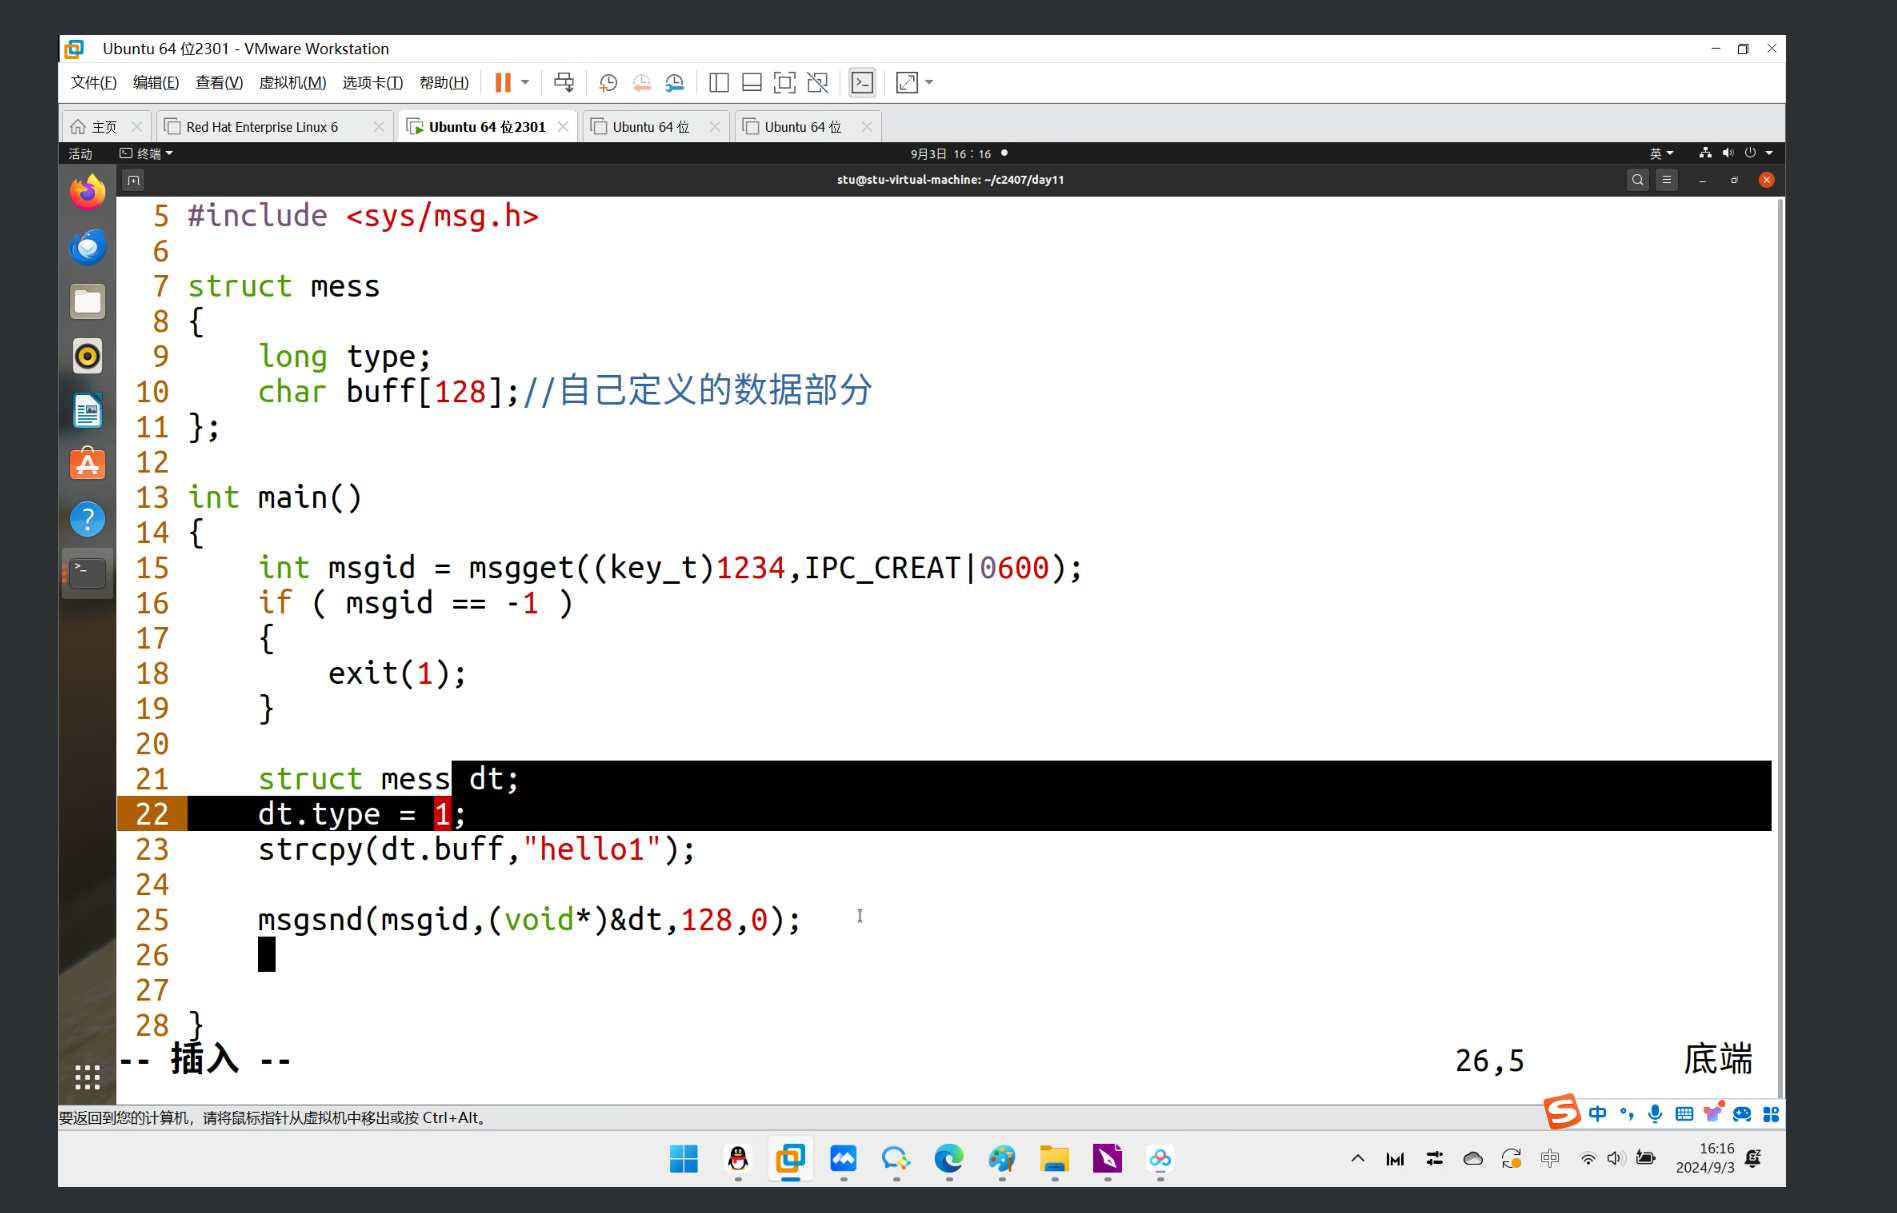 Ubuntu 64 位2301 - VMware Workstation
文件(F) 编辑(E) 查看(V) 虚拟机(M) 选项卡(T) 帮助(H)
主页 Red Hat Enterprise Linux 6 Ubuntu 64 位2301 Ubuntu 64 位 Ubuntu 64 位
活动 终端 9月3日 16：16 英
stu@stu-virtual-machine: ~/c2407/day11
5 #include <sys/msg.h>
6
7 struct mess
8 {
9 long type;
10 char buff[128];//自己定义的数据部分
11 };
12
13 int main()
14 {
15 int msgid = msgget((key_t)1234,IPC_CREAT|0600);
16 if ( msgid == -1 )
17 {
18 exit(1);
19 }
20
21 struct mess dt;
22 dt.type = 1;
23 strcpy(dt.buff,"hello1");
24
25 msgsnd(msgid,(void*)&dt,128,0);
26
27
28 }
-- 插入 -- 26,5 底端
要返回到您的计算机，请将鼠标指针从虚拟机中移出或按 Ctrl+Alt。
中
中 16:16
2024/9/3